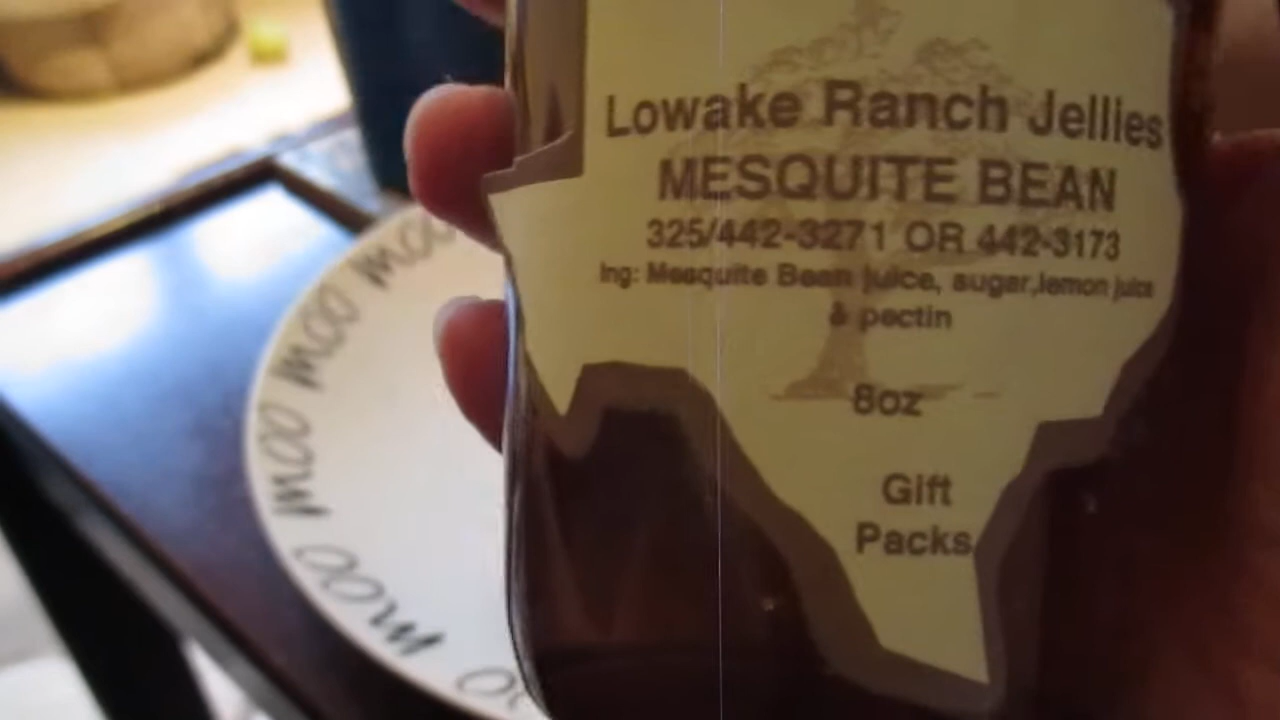 Lowake Ranch Jellies
MESQUITE BEAN
325/442-3271 OR 442-3173
Ing: Mesquite Bean juice, sugar,lemon juice
& pectin
8oz
Gift
Packs
moo moo moo moo moo